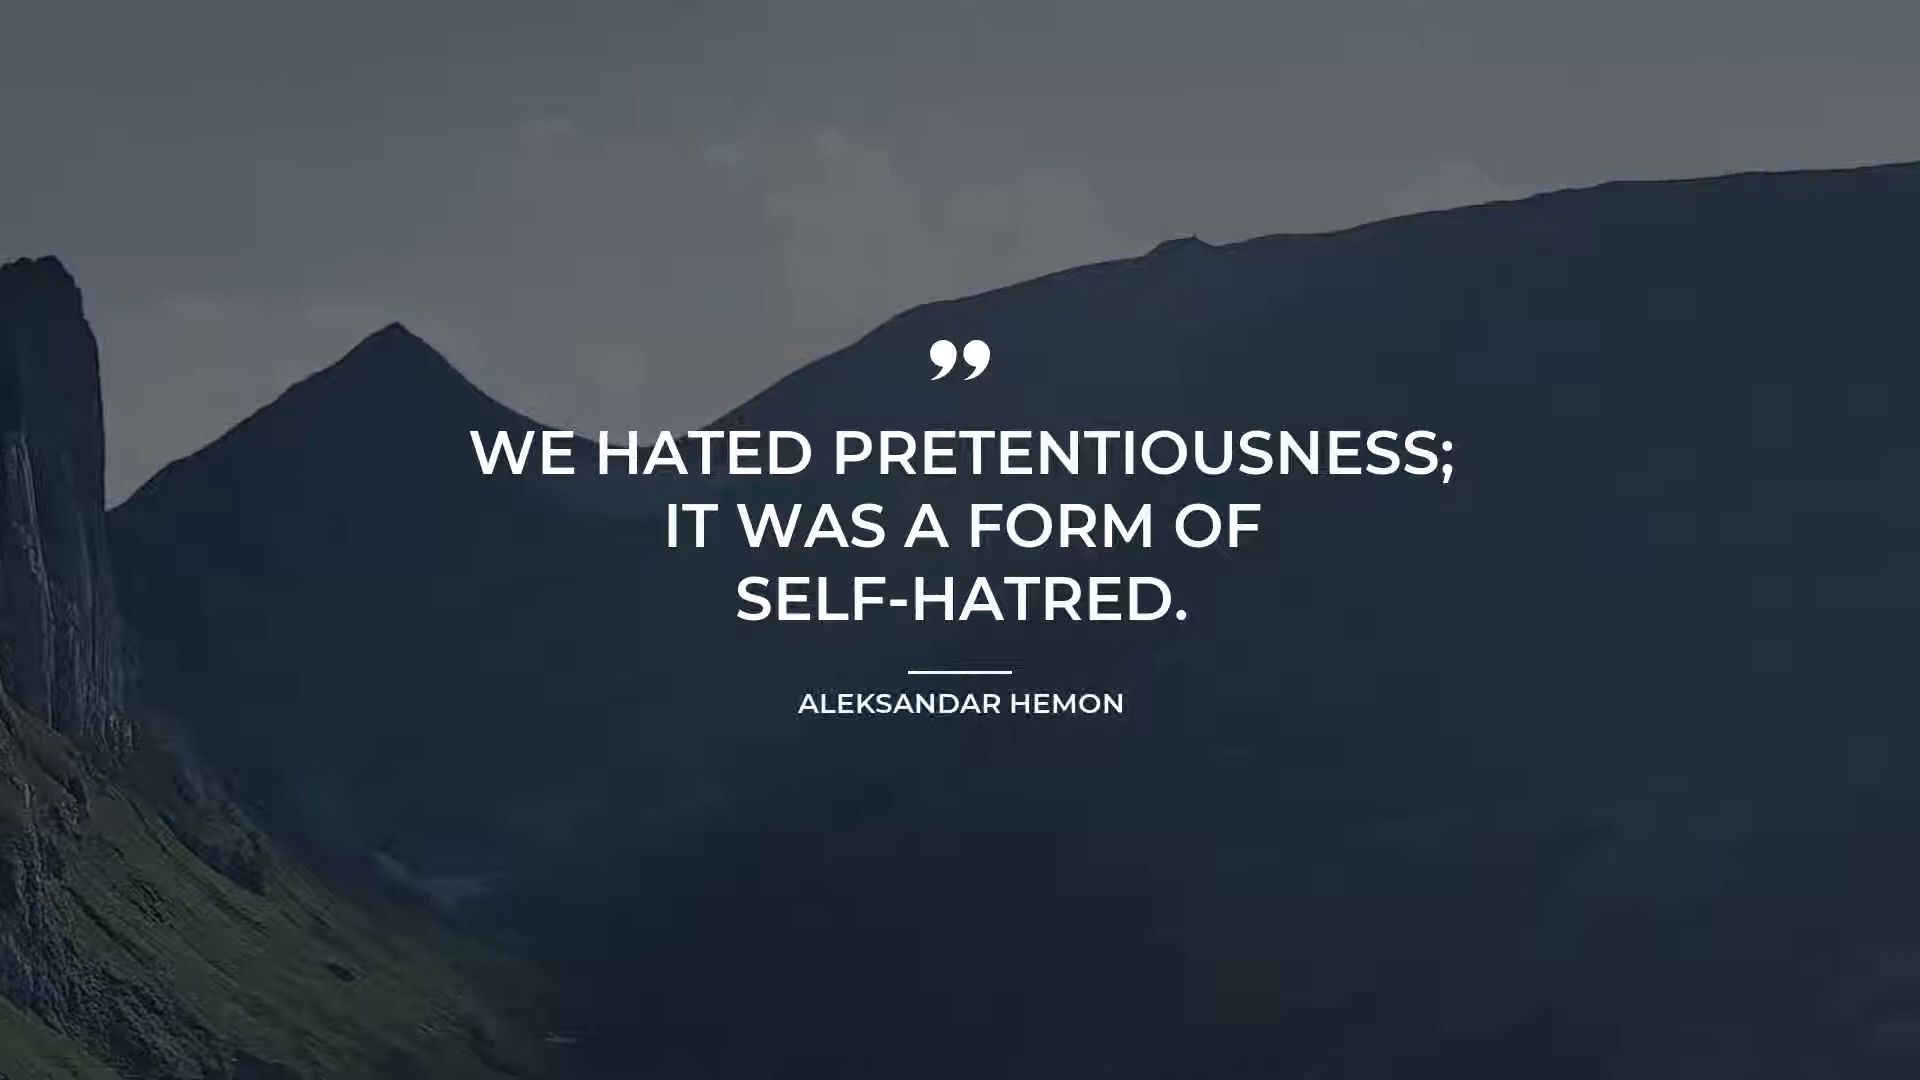 ”
WE HATED PRETENTIOUSNESS;
IT WAS A FORM OF
SELF-HATRED.
ALEKSANDAR HEMON